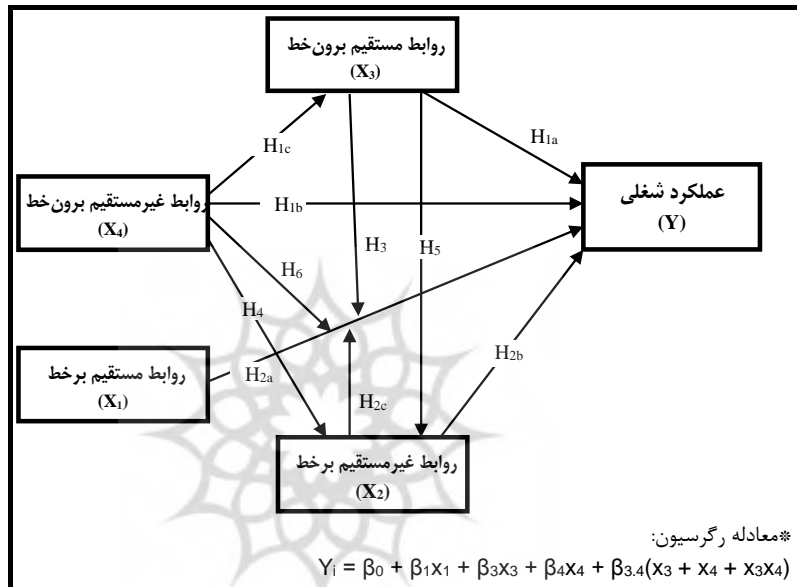 روابط مستقیم برون‌خط
(X₃)
H₁c
H₁a
روابط غیرمستقیم برون‌خط
(X₄)
H₁b
عملکرد شغلی
(Y)
H₃
H₅
H₆
H₄
روابط مستقیم برخط
(X₁)
H₂a
H₂b
H₂c
روابط غیرمستقیم برخط
(X₂)
*معادله رگرسیون:
Yᵢ = β₀ + β₁x₁ + β₃x₃ + β₄x₄ + β₃.₄(x₃ + x₄ + x₃x₄)